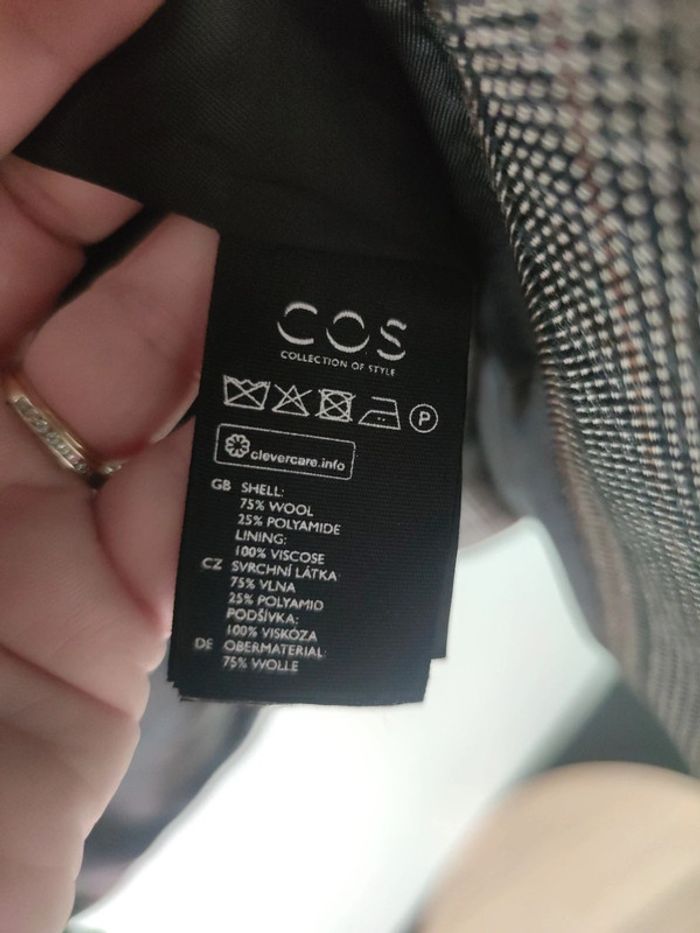 COS
COLLECTION OF STYLE
P
clevercare.info
GB SHELL:
75% WOOL
25% POLYAMIDE
LINING:
100% VISCOSE
CZ SVRCHNÍ LÁTKA
75% VLNA
25% POLYAMID
PODŠÍVKA:
100% VISKÓZA
DE OBERMATERIAL:
75% WOLLE